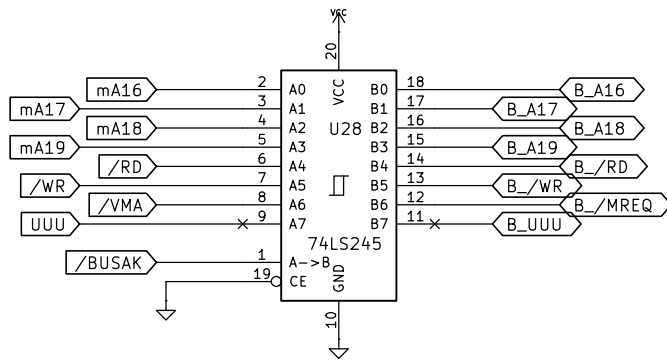 VCC
20
mA16 2 A0 VCC B0 18 B_A16
mA17 3 A1 B1 17 B_A17
mA18 4 A2 U28 B2 16 B_A18
mA19 5 A3 B3 15 B_A19
/RD 6 A4 B4 14 B_/RD
/WR 7 A5 B5 13 B_/WR
/VMA 8 A6 B6 12 B_/MREQ
UUU 9 A7 B7 11 B_UUU
74LS245
/BUSAK 1 A->B
19 CE GND
10